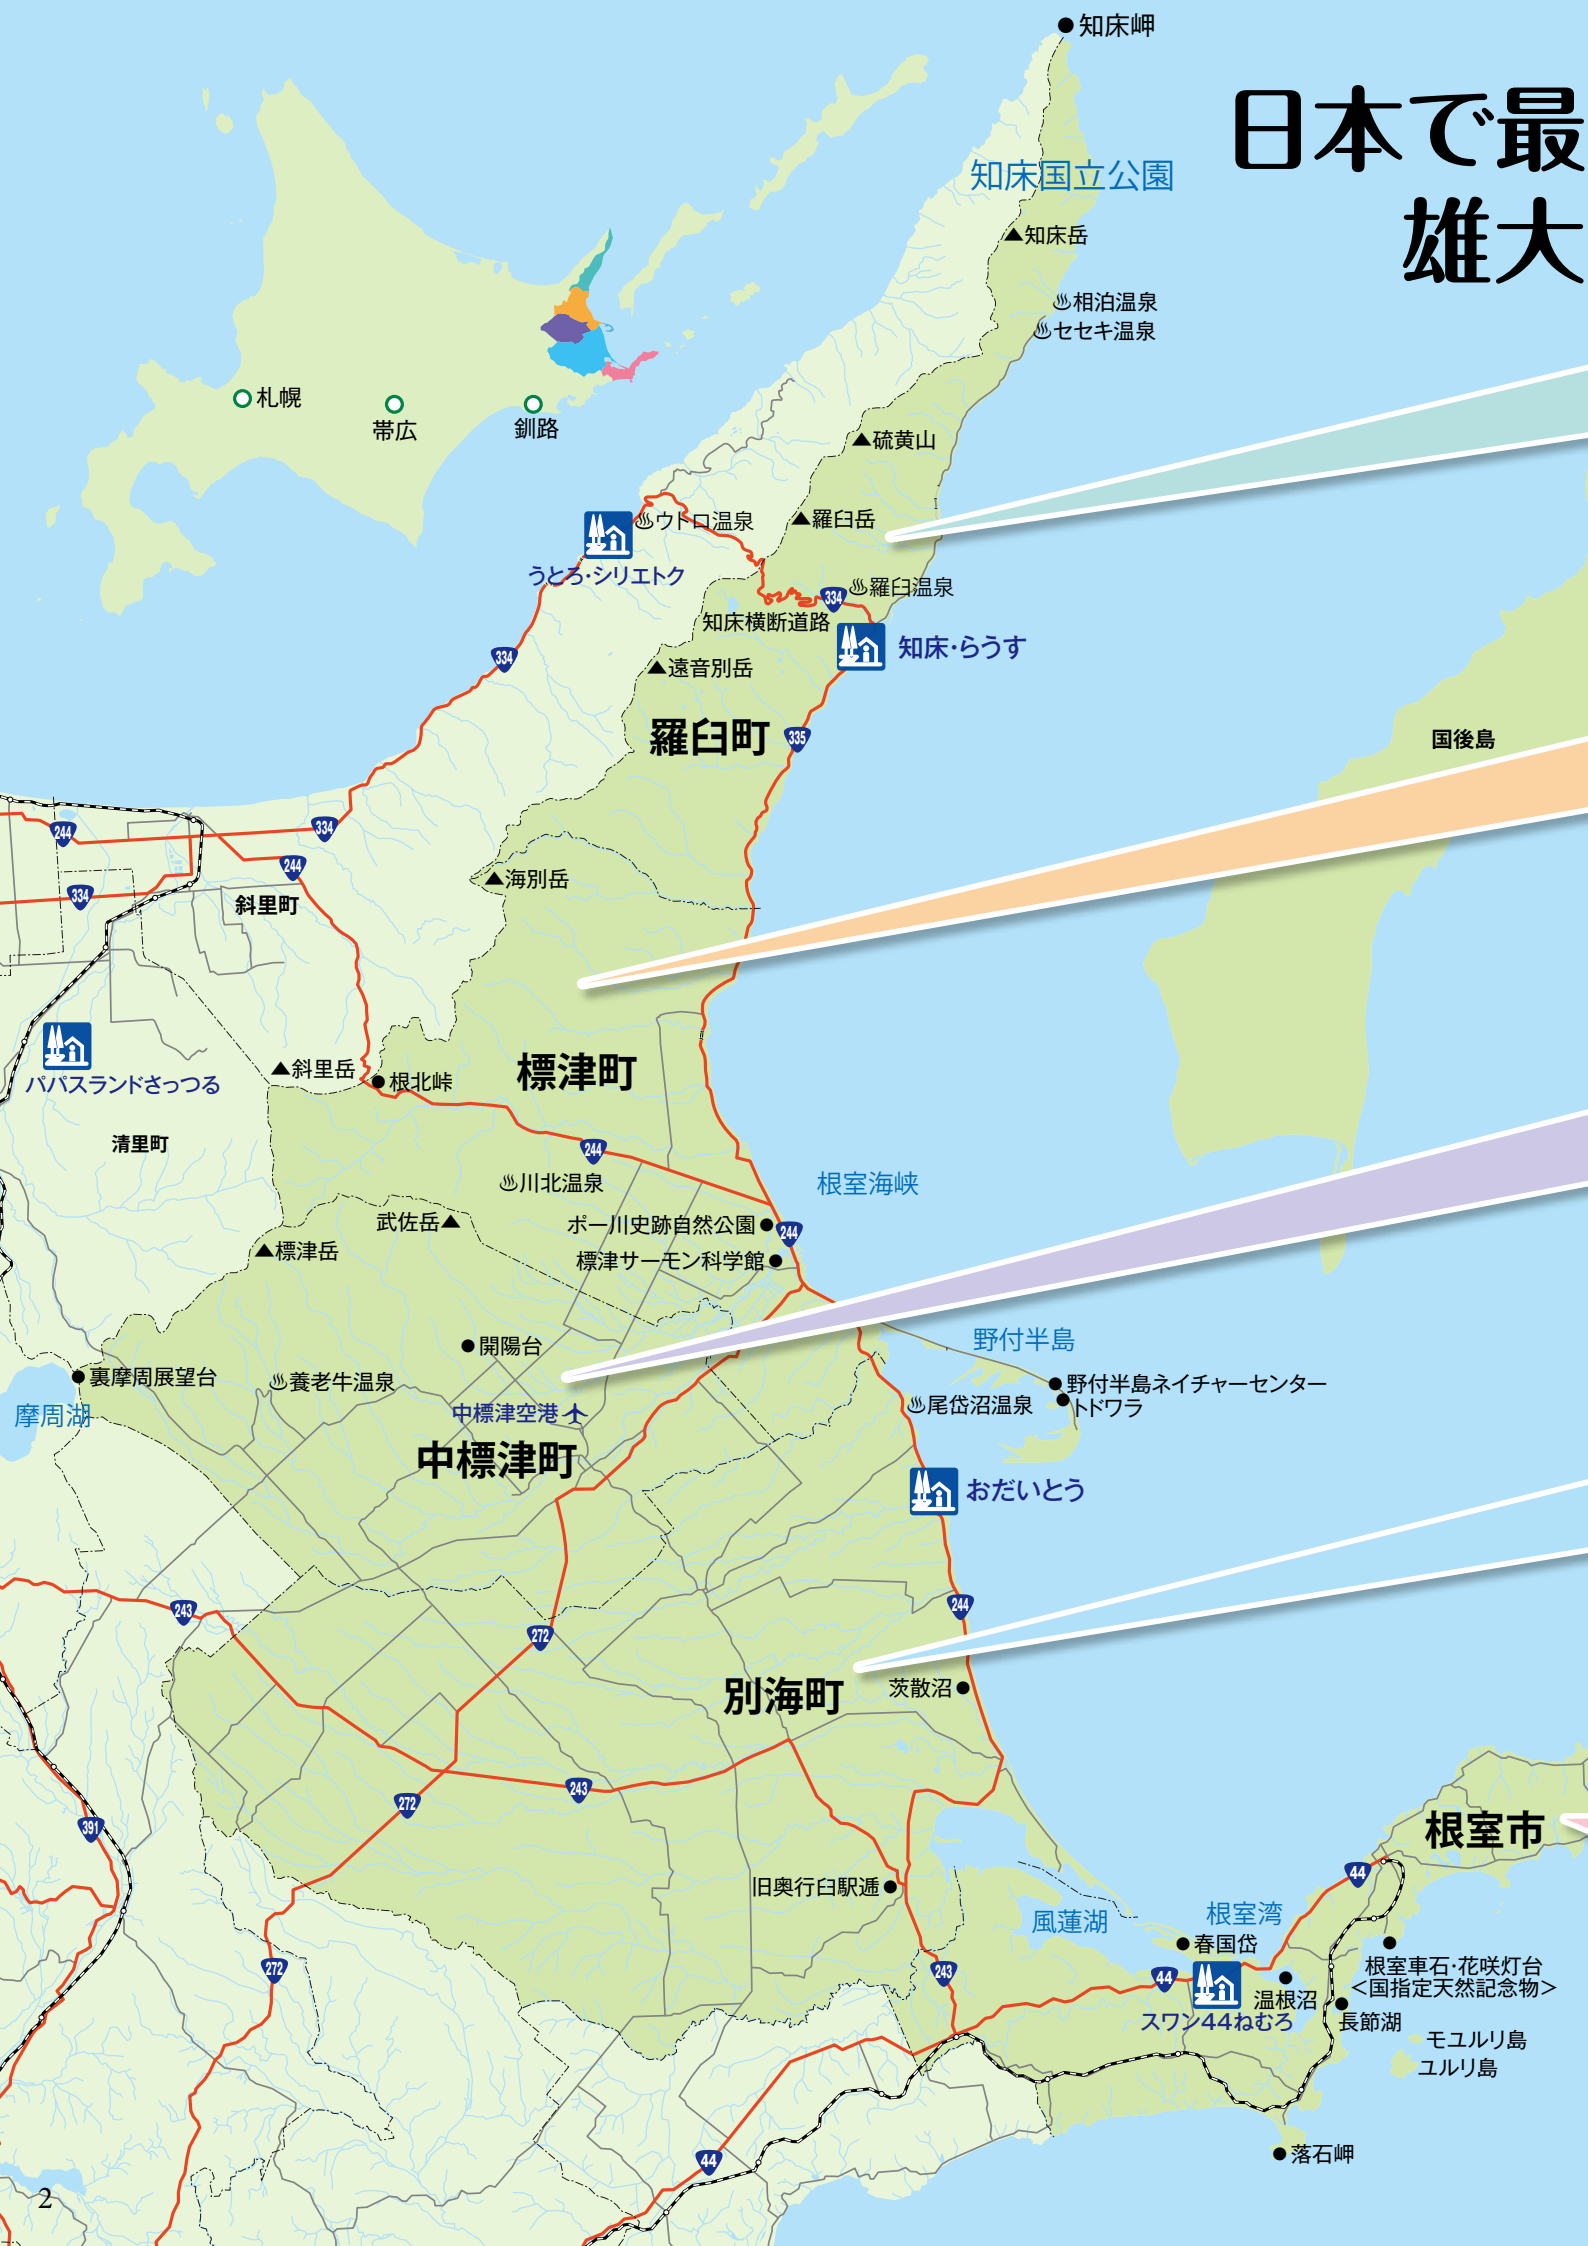 知床岬
日本で最
雄大
知床国立公園
知床岳
相泊温泉
セセキ温泉
札幌
帯広
釧路
硫黄山
羅臼岳
ウトロ温泉
うとろ・シリエトク
羅臼温泉
334
知床横断道路
知床・らうす
334
遠音別岳
羅臼町
335
国後島
244
334
244
334
海別岳
斜里町
斜里岳
根北峠
標津町
パパスランドさっつる
清里町
244
川北温泉
根室海峡
武佐岳
ポー川史跡自然公園
244
標津岳
標津サーモン科学館
開陽台
野付半島
裏摩周展望台
養老牛温泉
野付半島ネイチャーセンター
トドワラ
尾岱沼温泉
摩周湖
中標津空港
中標津町
おだいとう
243
244
272
別海町
茨散沼
243
272
391
根室市
44
旧奥行臼駅逓
風蓮湖
根室湾
春国岱
272
243
44
温根沼
スワン44ねむろ
根室車石・花咲灯台
<国指定天然記念物>
長節湖
モユルリ島
ユルリ島
44
落石岬
2